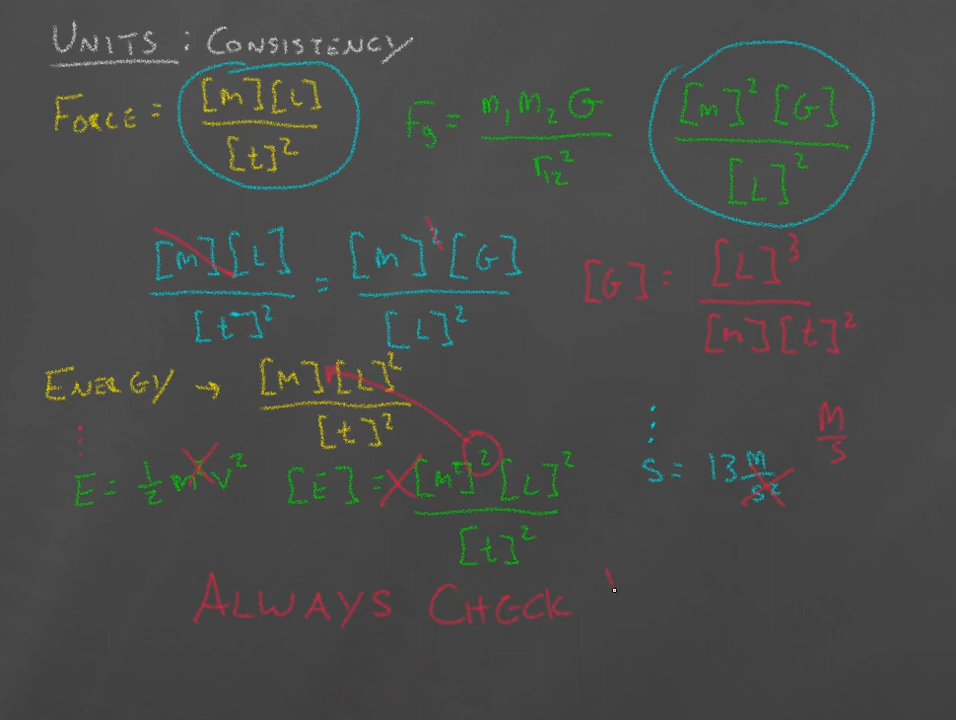 UNITS : CONSISTENCY
FORCE = [M][L] / [t]²
Fg = m₁m₂G / r₁₂²
[M]²[G] / [L]²
[M][L] / [t]² = [M]²[G] / [L]²
[G] = [L]³ / [M][t]²
ENERGY → [M][L]² / [t]²
E = ½m²v²
[E] = [M]²[L]² / [t]²
S = 13 M/S²
M/S
ALWAYS CHECK